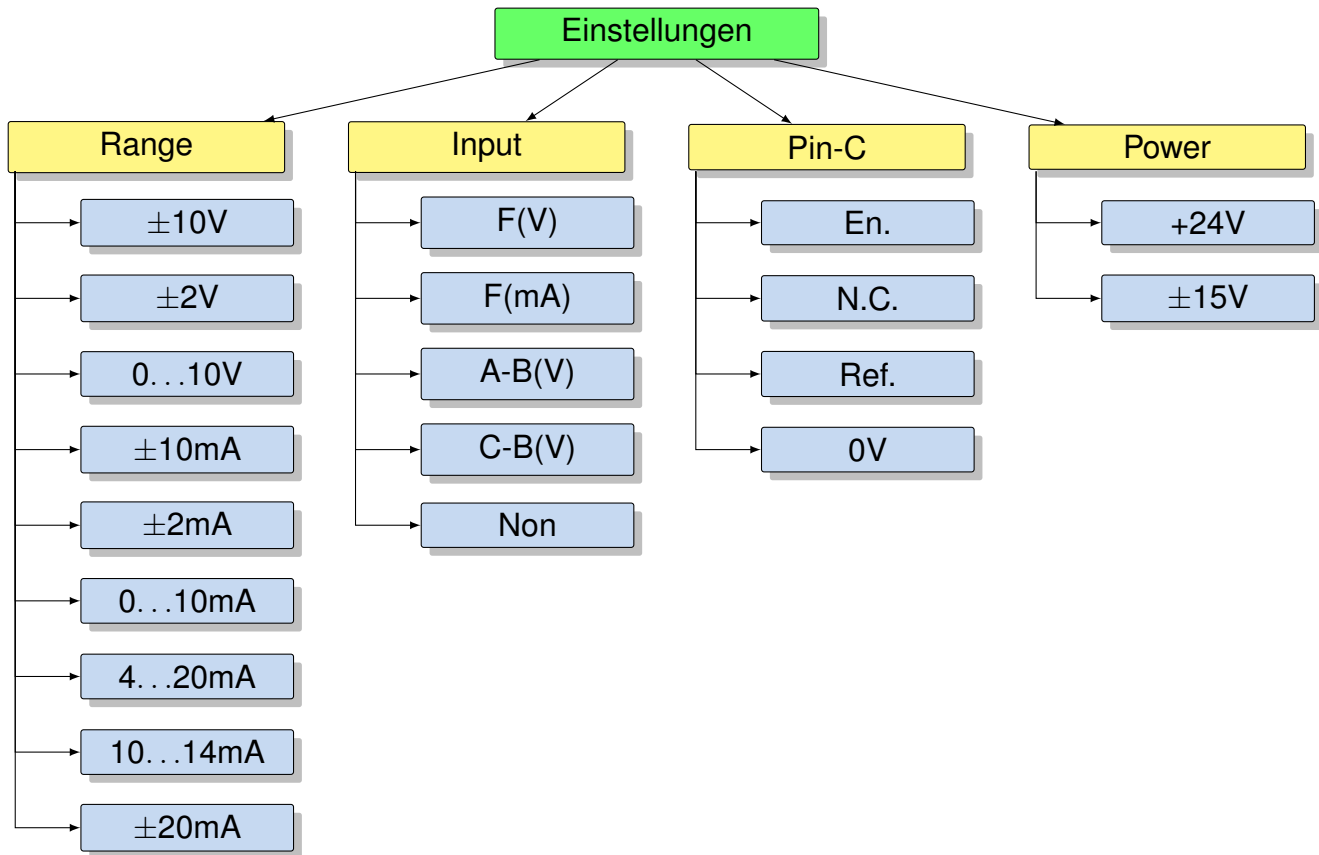 Einstellungen
Range
±10V
±2V
0...10V
±10mA
±2mA
0...10mA
4...20mA
10...14mA
±20mA
Input
F(V)
F(mA)
A-B(V)
C-B(V)
Non
Pin-C
En.
N.C.
Ref.
0V
Power
+24V
±15V